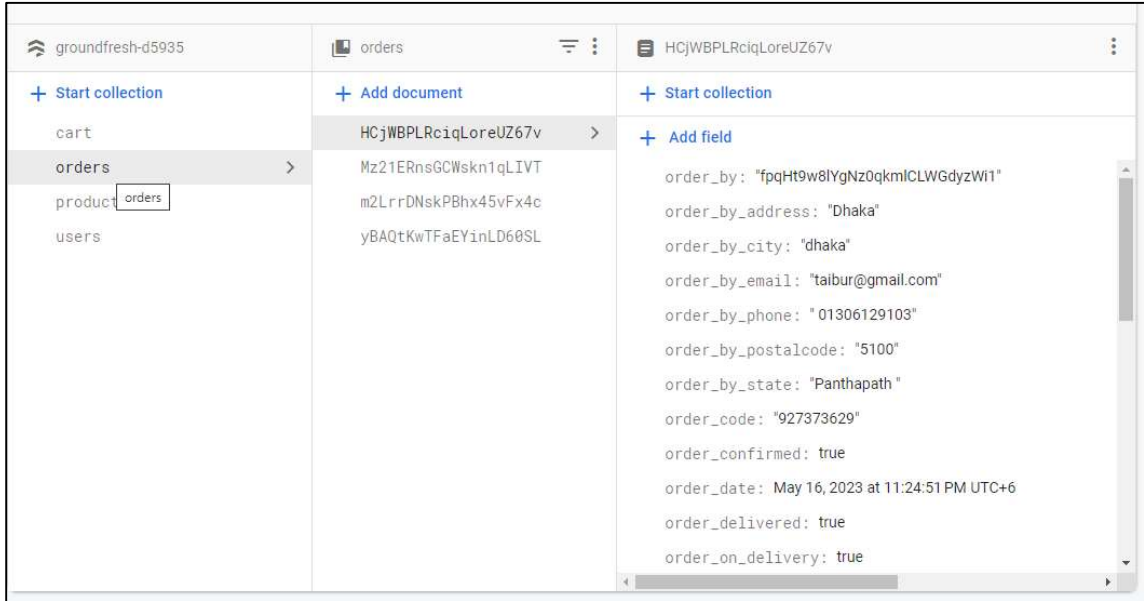 groundfresh-d5935
Start collection
cart
orders
product
orders
users
orders
Add document
HCjWBPLRciqLoreUZ67v
Mz21ERnsGCWskn1qLIVT
m2LrrDNskPBhx45vFx4c
yBAQtKwTFaEYinLD60SL
HCjWBPLRciqLoreUZ67v
Start collection
Add field
order_by: "fpqHt9w8lYgNz0qkmlCLWGdyzWi1"
order_by_address: "Dhaka"
order_by_city: "dhaka"
order_by_email: "taibur@gmail.com"
order_by_phone: " 01306129103"
order_by_postalcode: "5100"
order_by_state: "Panthapath "
order_code: "927373629"
order_confirmed: true
order_date: May 16, 2023 at 11:24:51 PM UTC+6
order_delivered: true
order_on_delivery: true